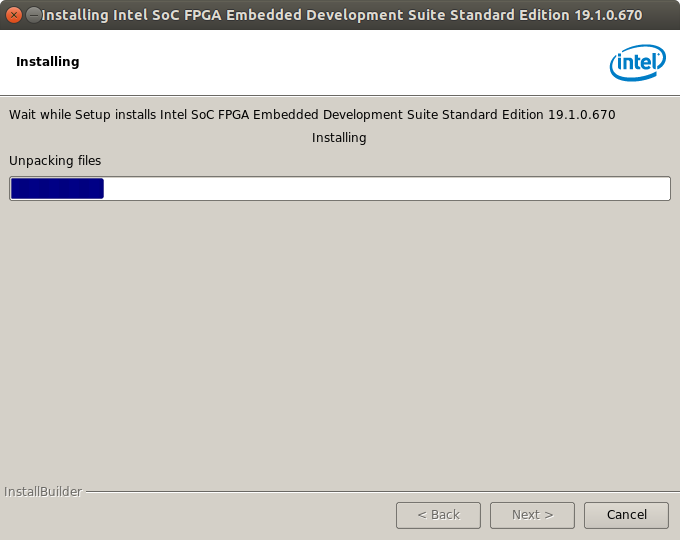 Installing Intel SoC FPGA Embedded Development Suite Standard Edition 19.1.0.670
Installing
intel
Wait while Setup installs Intel SoC FPGA Embedded Development Suite Standard Edition 19.1.0.670
Installing
Unpacking files
InstallBuilder
< Back
Next >
Cancel